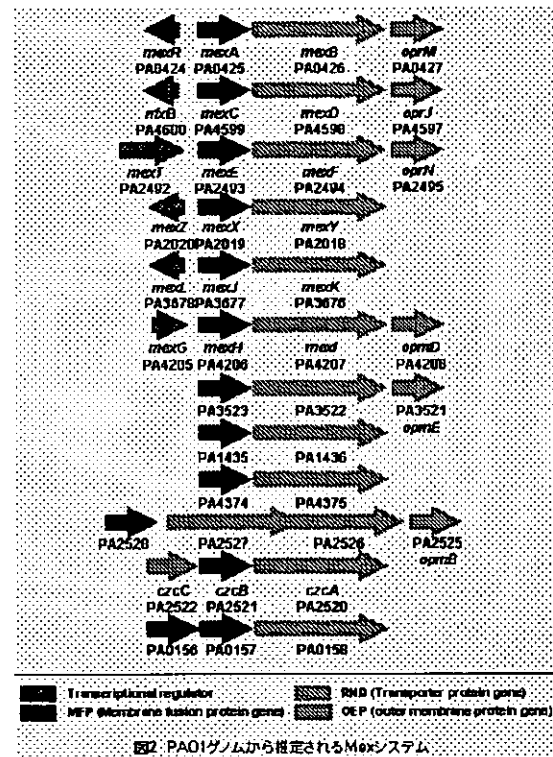 mexR mexA mexB oprM
PA0424 PA0425 PA0426 PA0427
nfxB mexC mexD oprJ
PA4600 PA4599 PA4598 PA4597
mexT mexE mexF oprN
PA2492 PA2493 PA2494 PA2495
mexZ mexX mexY
PA2020 PA2019 PA2018
mexL mexJ mexK
PA3678 PA3677 PA3676
mexG mexH mexI opmD
PA4205 PA4206 PA4207 PA4208
PA3523 PA3522 PA3521
opmE
PA1435 PA1436
PA4374 PA4375
PA2528 PA2527 PA2526 PA2525
opmB
czcC czcB czcA
PA2522 PA2521 PA2520
PA0156 PA0157 PA0158
Transcriptional regulator RND (Transporter protein gene)
MFP (Membrane fusion protein gene) OEP (outer membrane protein gene)
図2 PAO1ゲノムから推定されるMexシステム